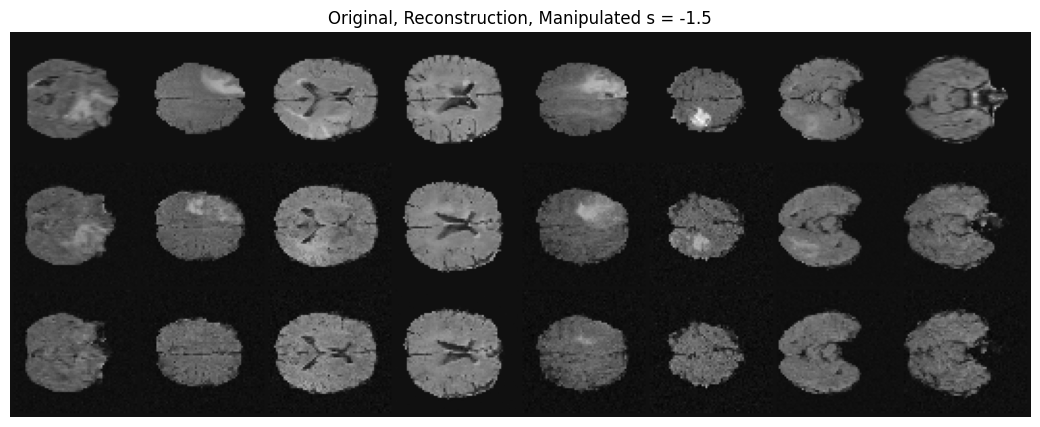 Original, Reconstruction, Manipulated s = -1.5